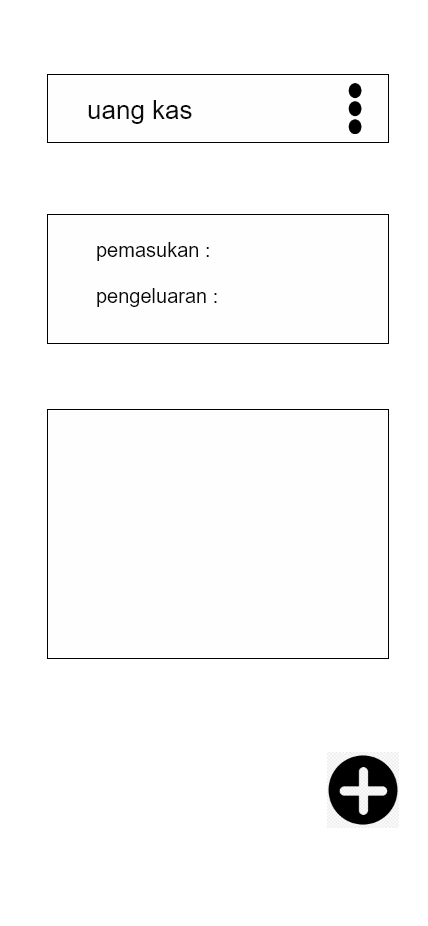 uang kas
pemasukan :
pengeluaran :